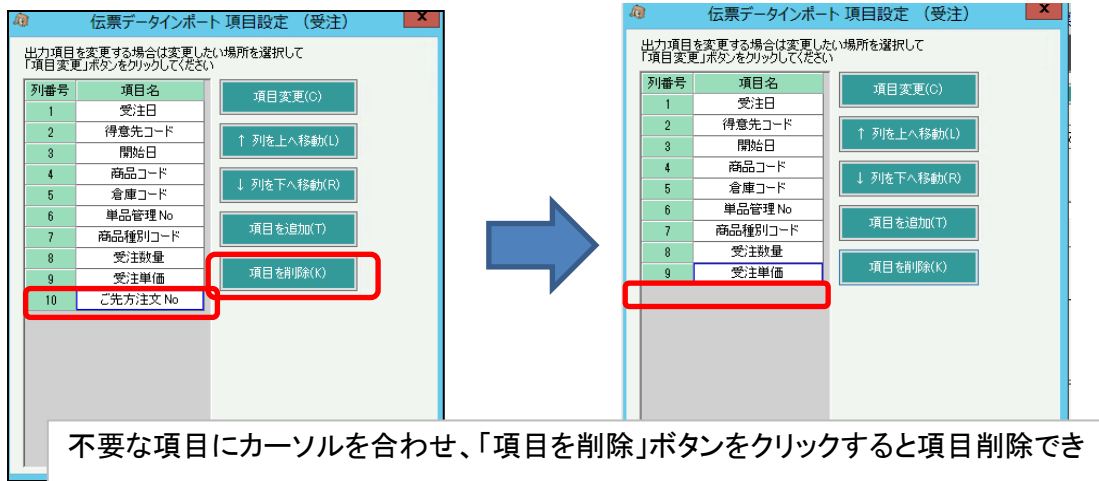 伝票データインポート 項目設定 （受注）
x
出力項目を変更する場合は変更したい場所を選択して
「項目変更」ボタンをクリックしてください
列番号 項目名
1 受注日
2 得意先コード
3 開始日
4 商品コード
5 倉庫コード
6 単品管理No
7 商品種別コード
8 受注数量
9 受注単価
10 ご先方注文No
項目変更(C)
↑ 列を上へ移動(L)
↓ 列を下へ移動(R)
項目を追加(T)
項目を削除(K)
伝票データインポート 項目設定 （受注）
x
出力項目を変更する場合は変更したい場所を選択して
「項目変更」ボタンをクリックしてください
列番号 項目名
1 受注日
2 得意先コード
3 開始日
4 商品コード
5 倉庫コード
6 単品管理No
7 商品種別コード
8 受注数量
9 受注単価
項目変更(C)
↑ 列を上へ移動(L)
↓ 列を下へ移動(R)
項目を追加(T)
項目を削除(K)
不要な項目にカーソルを合わせ、「項目を削除」ボタンをクリックすると項目削除でき